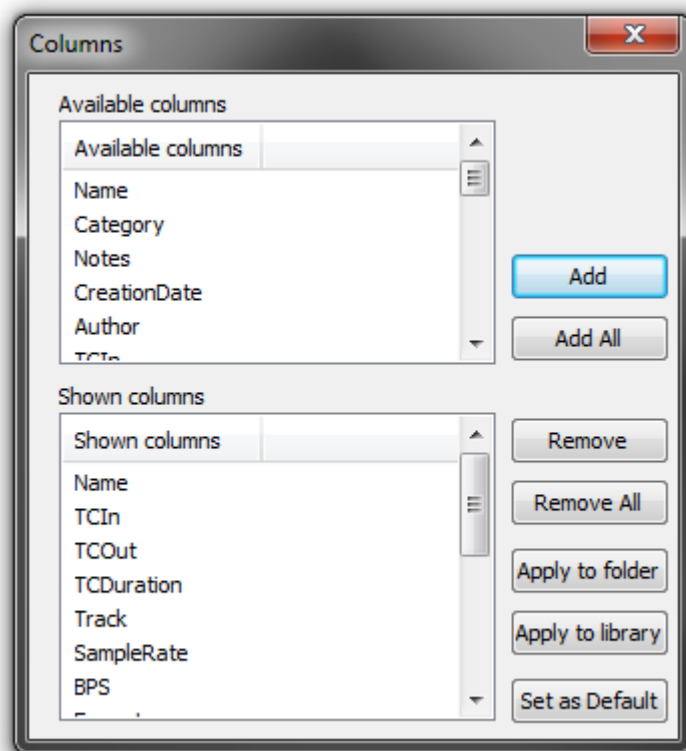 Columns
Available columns
Available columns
Name
Category
Notes
CreationDate
Author
TCIn
Add
Add All
Shown columns
Shown columns
Name
TCIn
TCOut
TCDuration
Track
SampleRate
BPS
Remove
Remove All
Apply to folder
Apply to library
Set as Default